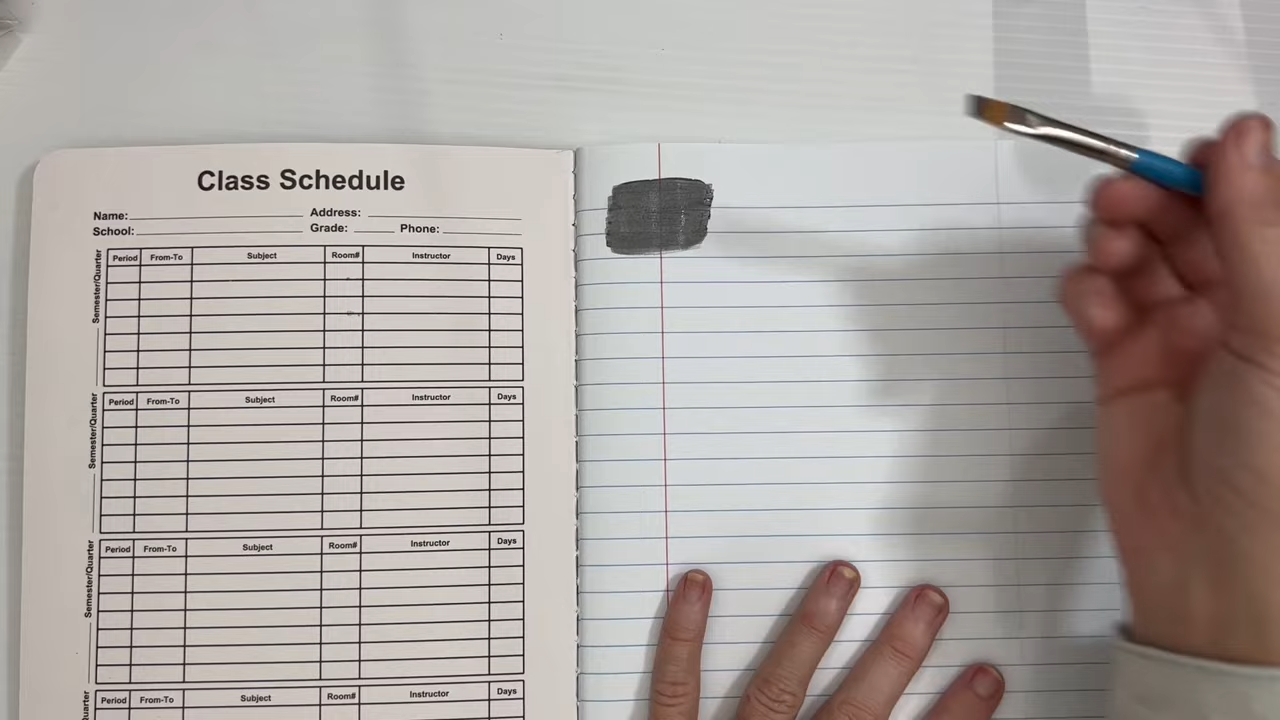 Class Schedule
Name: Address:
School: Grade: Phone:
Semester/Quarter
Period From-To Subject Room# Instructor Days
Semester/Quarter
Period From-To Subject Room# Instructor Days
Semester/Quarter
Period From-To Subject Room# Instructor Days
Quarter
Period From-To Subject Room# Instructor Days